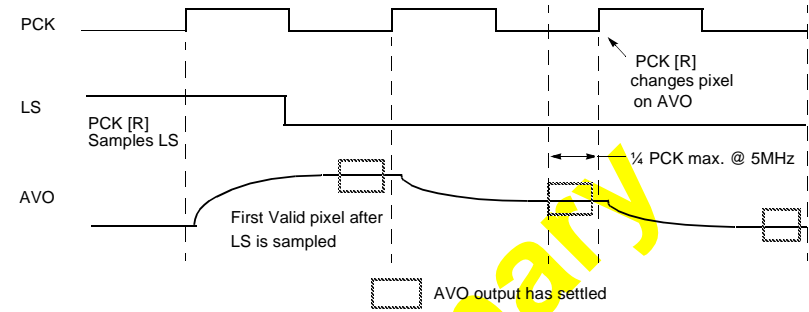 PCK
PCK [R]
changes pixel
on AVO
LS
PCK [R]
Samples LS
¼ PCK max. @ 5MHz
AVO
First Valid pixel after
LS is sampled
AVO output has settled
nary